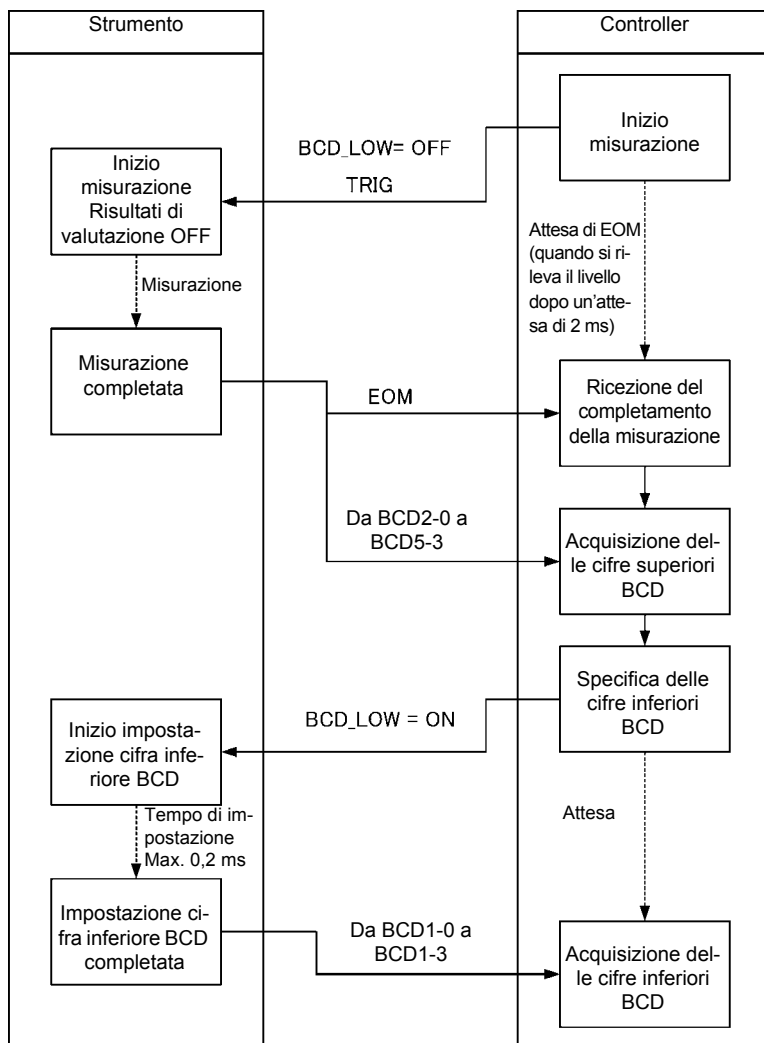 Strumento
Controller
Inizio
misurazione
BCD_LOW= OFF
TRIG
Inizio
misurazione
Risultati di
valutazione OFF
Attesa di EOM
(quando si ri-
leva il livello
dopo un'atte-
sa di 2 ms)
Misurazione
Misurazione
completata
EOM
Ricezione del
completamento
della misurazione
Da BCD2-0 a
BCD5-3
Acquisizione del-
le cifre superiori
BCD
Specifica delle
cifre inferiori
BCD
BCD_LOW = ON
Inizio imposta-
zione cifra infe-
riore BCD
Attesa
Tempo di im-
postazione
Max. 0,2 ms
Impostazione ci-
fra inferiore BCD
completata
Da BCD1-0 a
BCD1-3
Acquisizione del-
le cifre inferiori
BCD